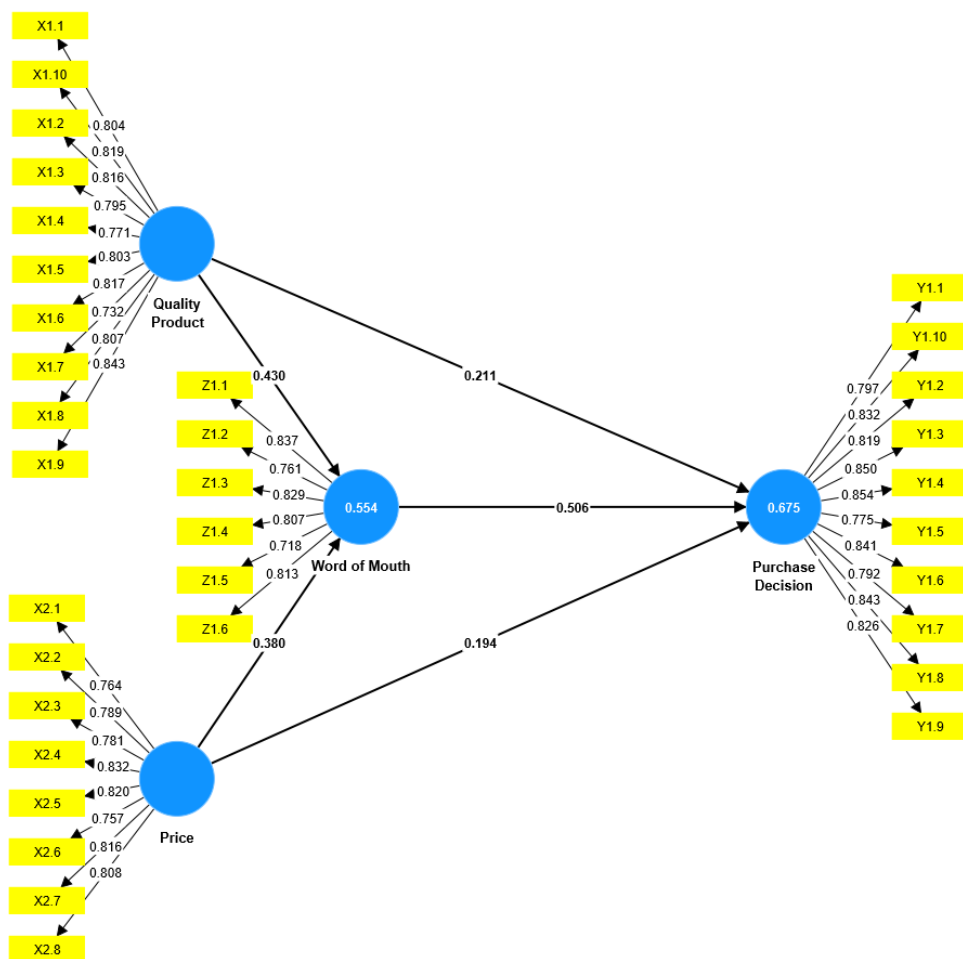 X1.1
X1.10
X1.2
X1.3
X1.4
X1.5
X1.6
X1.7
X1.8
X1.9
0.804
0.819
0.816
0.795
0.771
0.803
0.817
0.732
0.807
0.843
Quality
Product
0.430
0.211
Z1.1
Z1.2
Z1.3
Z1.4
Z1.5
Z1.6
0.837
0.761
0.829
0.807
0.718
0.813
0.554
Word of Mouth
0.506
0.380
0.194
X2.1
X2.2
X2.3
X2.4
X2.5
X2.6
X2.7
X2.8
0.764
0.789
0.781
0.832
0.820
0.757
0.816
0.808
Price
0.675
Purchase
Decision
0.797
0.832
0.819
0.850
0.854
0.775
0.841
0.792
0.843
0.826
Y1.1
Y1.10
Y1.2
Y1.3
Y1.4
Y1.5
Y1.6
Y1.7
Y1.8
Y1.9